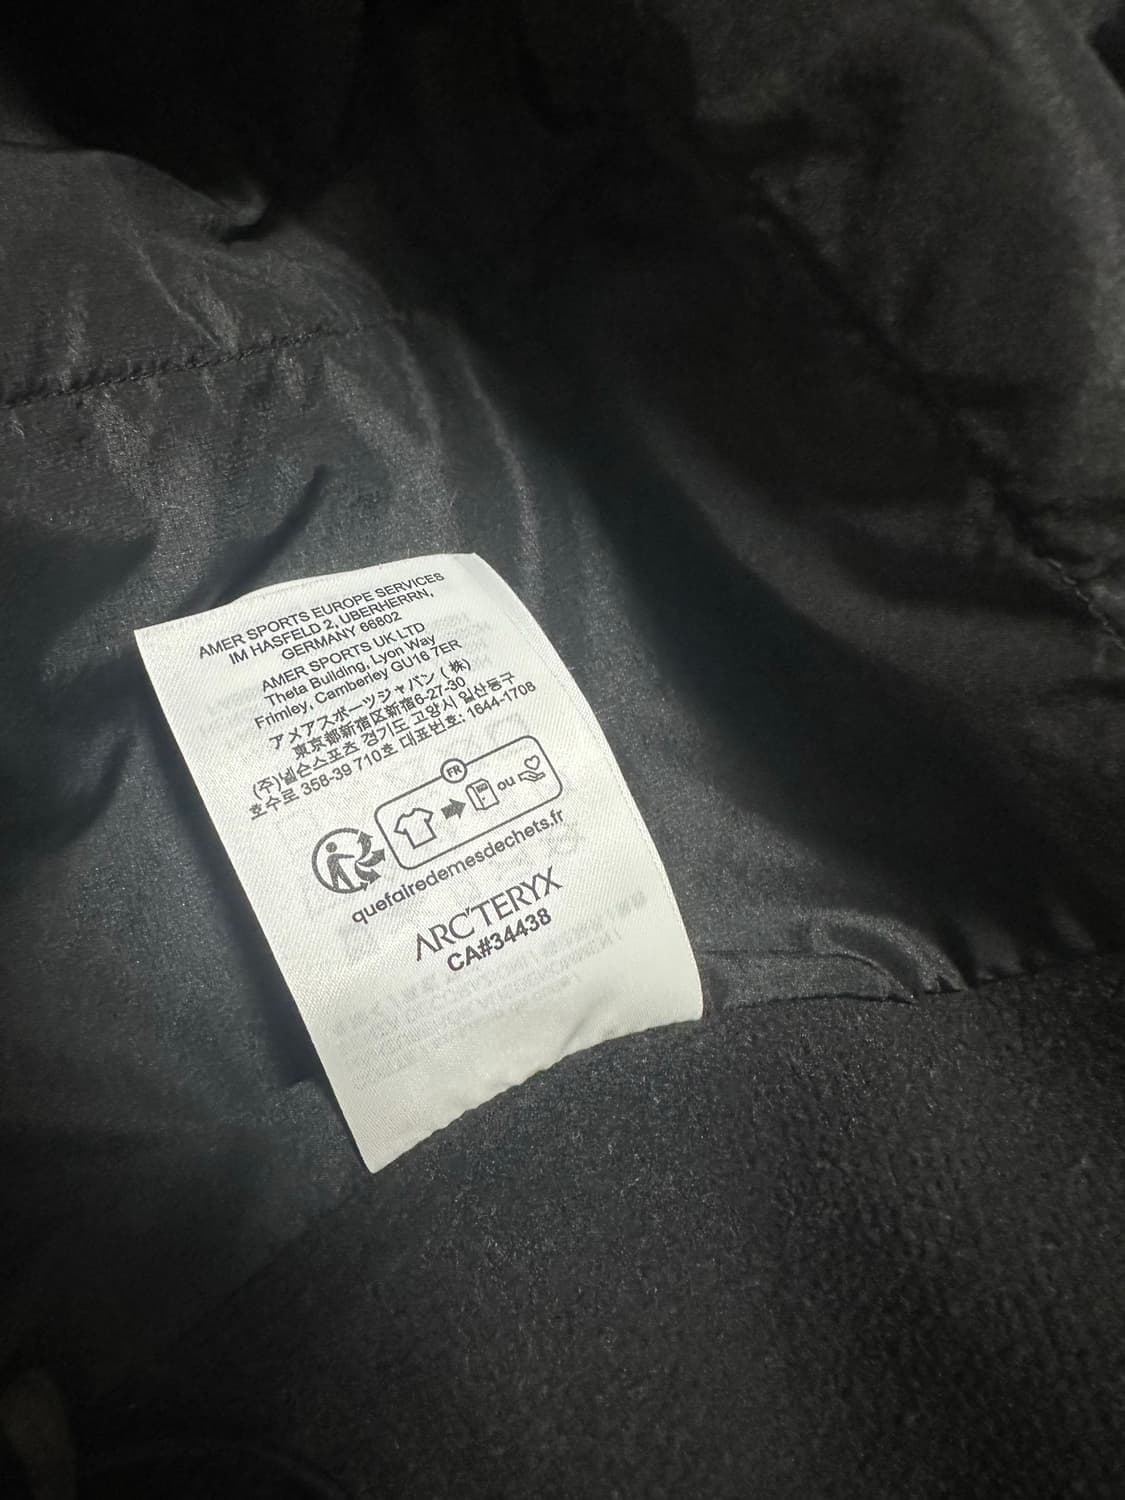 AMER SPORTS EUROPE SERVICES
IM HASFELD 2, UBERHERRN,
GERMANY 66802
AMER SPORTS UK LTD
Theta Building, Lyon Way
Frimley, Camberley GU16 7ER
アメアスポーツジャパン (株)
東京都新宿区新宿6-27-30
(주)넬슨스포츠 경기도 고양시 일산동구
호수로 358-39 710호 대표번호: 1644-1708
FR
ou
quefairedemesdechets.fr
ARC'TERYX
CA#34438